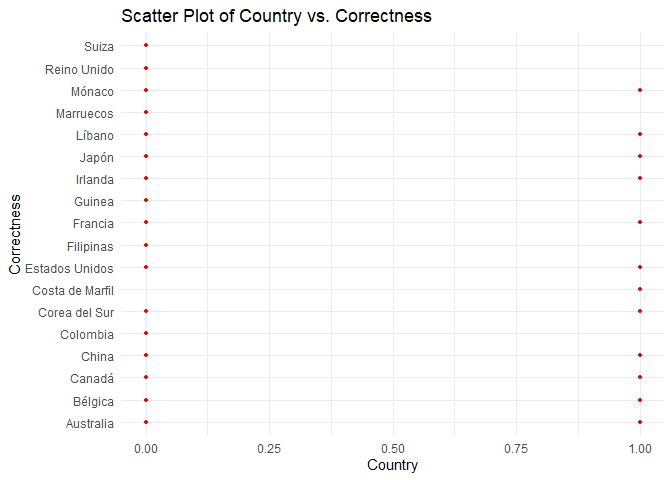 Scatter Plot of Country vs. Correctness
Suiza
Reino Unido
Mónaco
Marruecos
Líbano
Japón
Irlanda
Guinea
Francia
Filipinas
Estados Unidos
Costa de Marfil
Corea del Sur
Colombia
China
Canadá
Bélgica
Australia
Correctness
0.00 0.25 0.50 0.75 1.00
Country